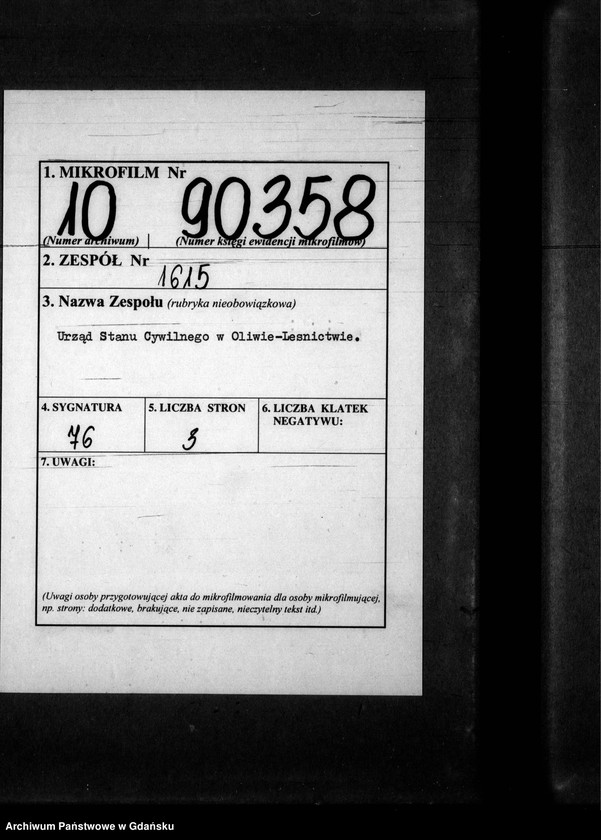 1. MIKROFILM Nr
10 90358
(Numer archiwum) (Numer księgi ewidencji mikrofilmów)
2. ZESPÓŁ Nr
1615
3. Nazwa Zespołu (rubryka nieobowiązkowa)
Urząd Stanu Cywilnego w Oliwie-Leśnictwie.
4. SYGNATURA
76
5. LICZBA STRON
3
6. LICZBA KLATEK
NEGATYWU:
7. UWAGI:
(Uwagi osoby przygotowującej akta do mikrofilmowania dla osoby mikrofilmującej,
np. strony: dodatkowe, brakujące, nie zapisane, nieczytelny tekst itd.)
Archiwum Państwowe w Gdańsku